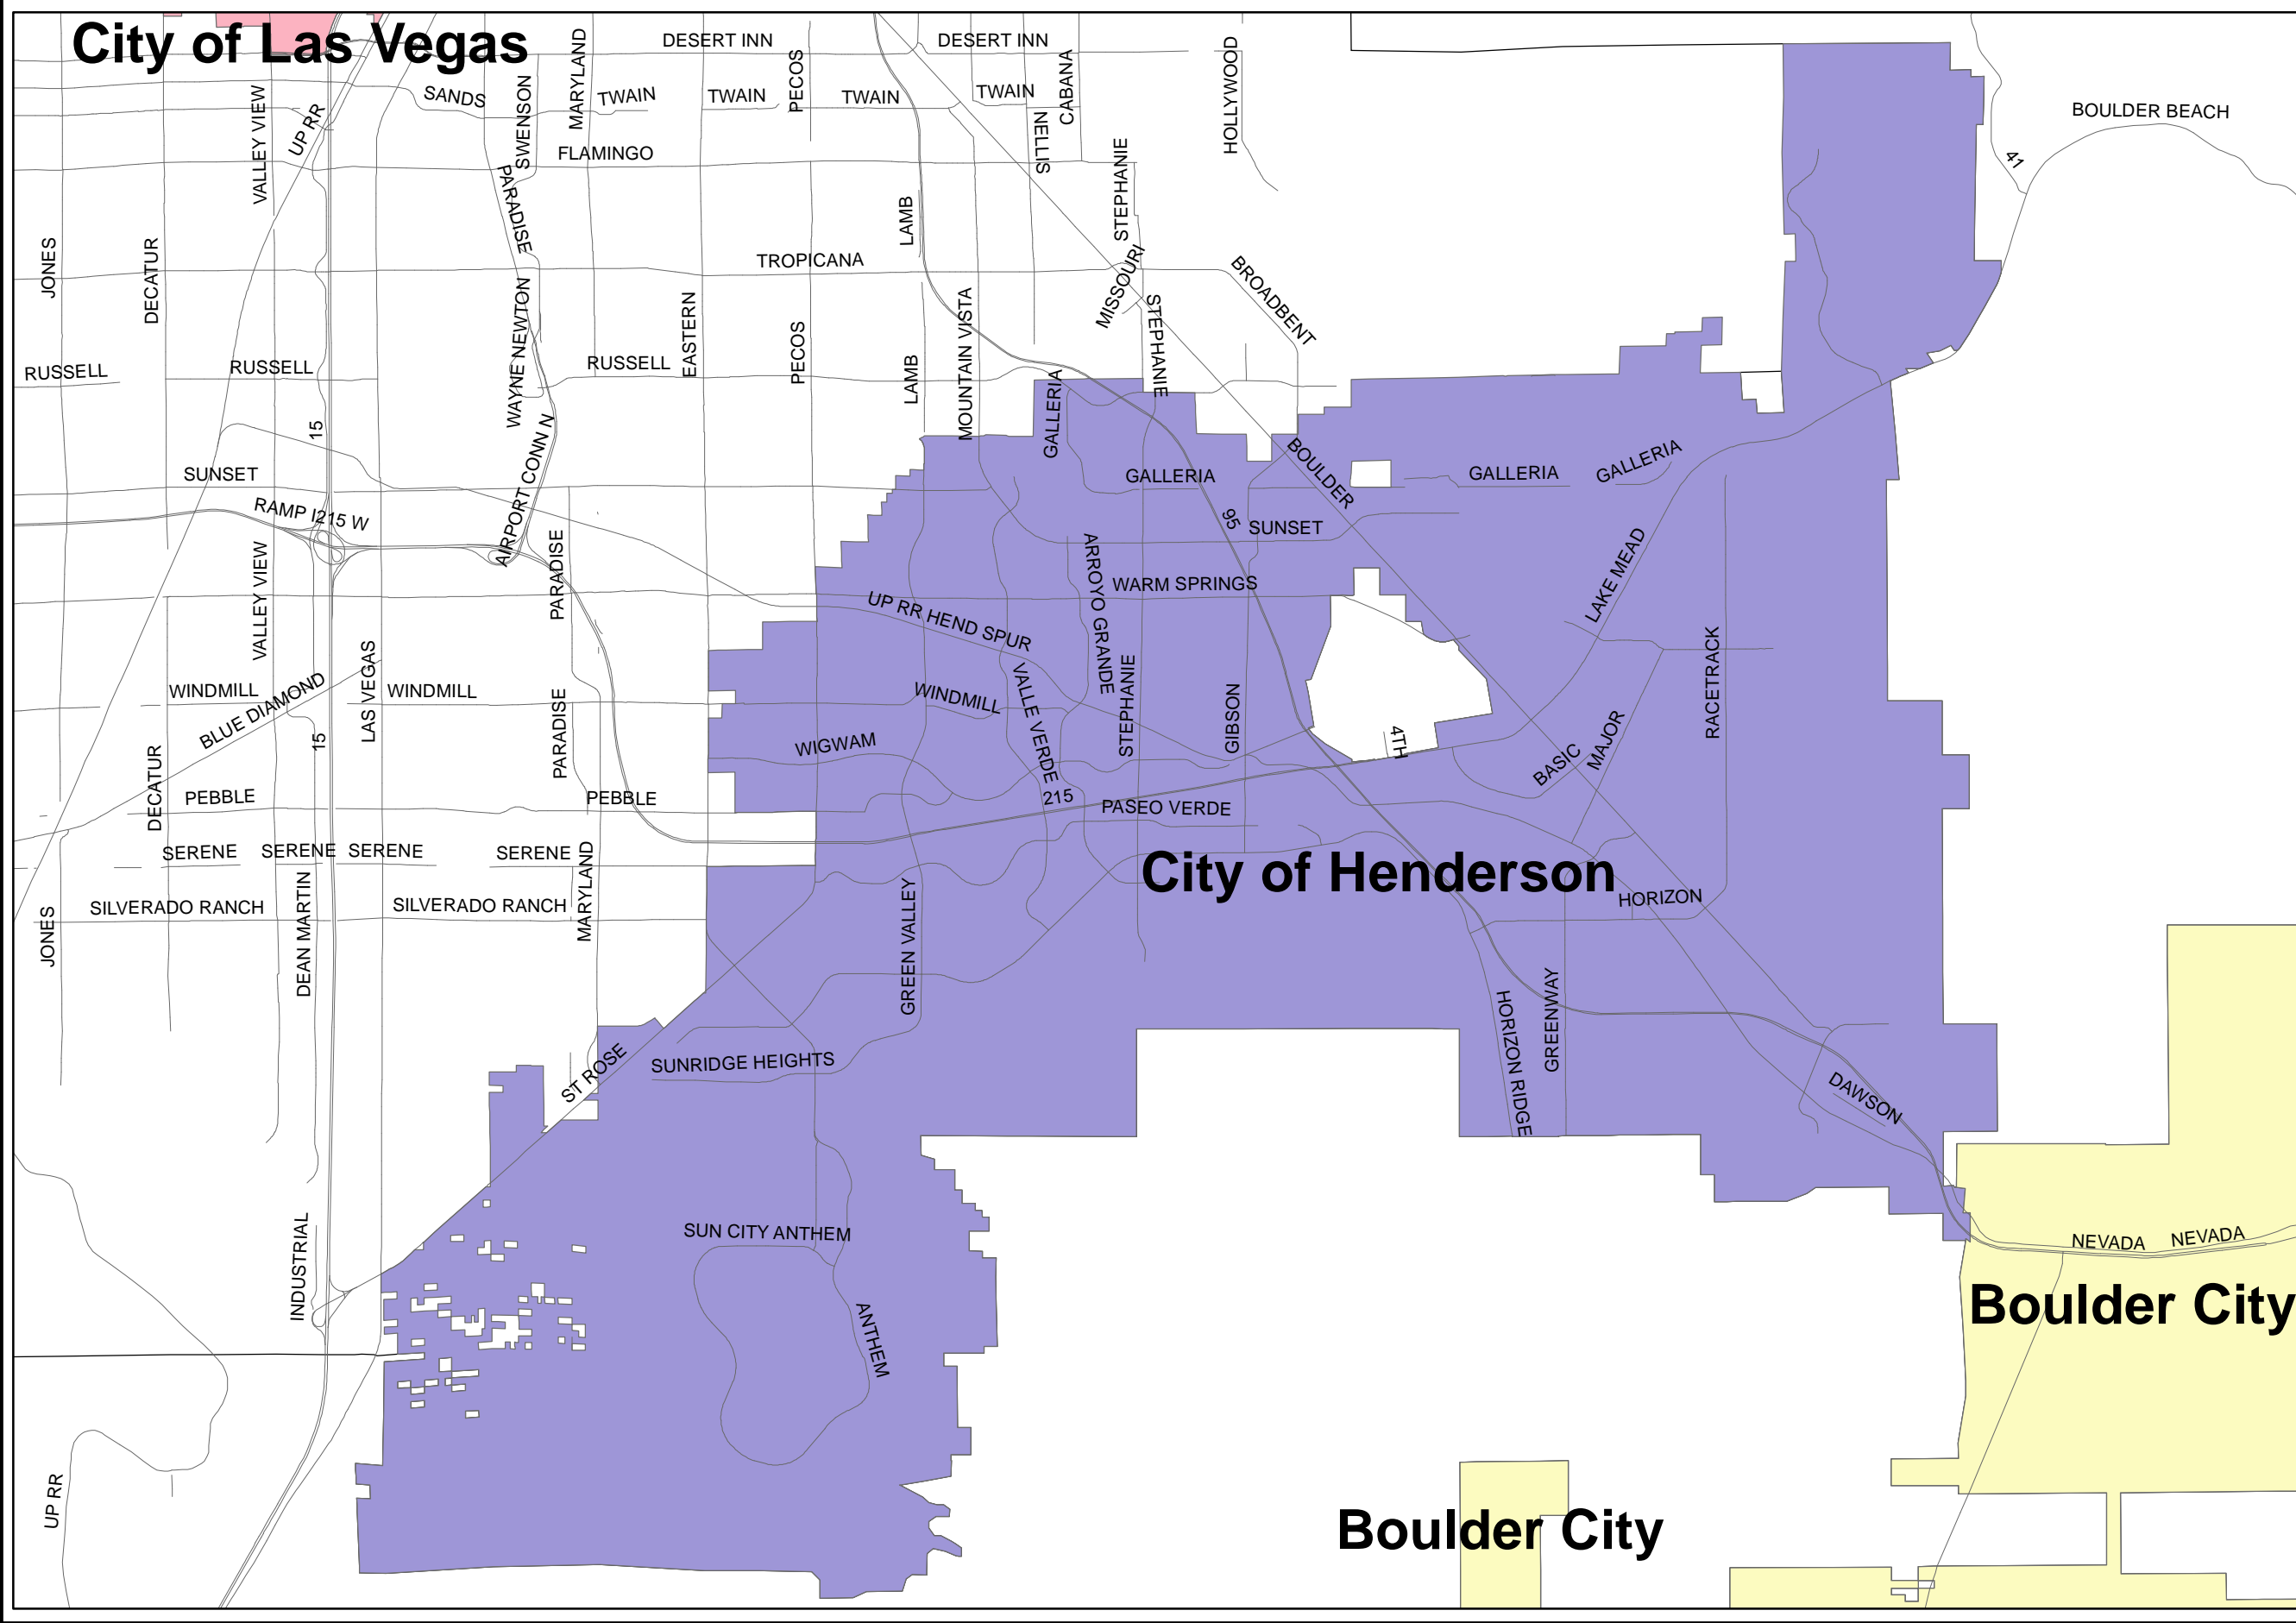 City of Las Vegas
DESERT INN
DESERT INN
SANDS
TWAIN
TWAIN
TWAIN
TWAIN
VALLEY VIEW
UP RR
SWENSON
MARYLAND
PECOS
CABANA
NELLIS
HOLLYWOOD
BOULDER BEACH
41
FLAMINGO
PARADISE
STEPHANIE
LAMB
JONES
DECATUR
TROPICANA
MISSOURI
BROADBENT
WAYNE NEWTON
EASTERN
PECOS
MOUNTAIN VISTA
STEPHANIE
RUSSELL
RUSSELL
RUSSELL
LAMB
GALLERIA
15
AIRPORT CONN N
SUNSET
GALLERIA
BOULDER
GALLERIA
GALLERIA
RAMP I215 W
95
SUNSET
VALLEY VIEW
PARADISE
ARROYO GRANDE
WARM SPRINGS
LAKE MEAD
UP RR HEND SPUR
LAS VEGAS
VALLE VERDE
STEPHANIE
GIBSON
RACETRACK
WINDMILL
WINDMILL
WINDMILL
BLUE DIAMOND
15
PARADISE
WIGWAM
4TH
BASIC
MAJOR
DECATUR
PEBBLE
PEBBLE
215
PASEO VERDE
SERENE
SERENE
SERENE
SERENE
City of Henderson
JONES
SILVERADO RANCH
DEAN MARTIN
SILVERADO RANCH
MARYLAND
GREEN VALLEY
HORIZON
HORIZON RIDGE
GREENWAY
ST ROSE
SUNRIDGE HEIGHTS
DAWSON
INDUSTRIAL
SUN CITY ANTHEM
NEVADA
NEVADA
ANTHEM
Boulder City
UP RR
Boulder City